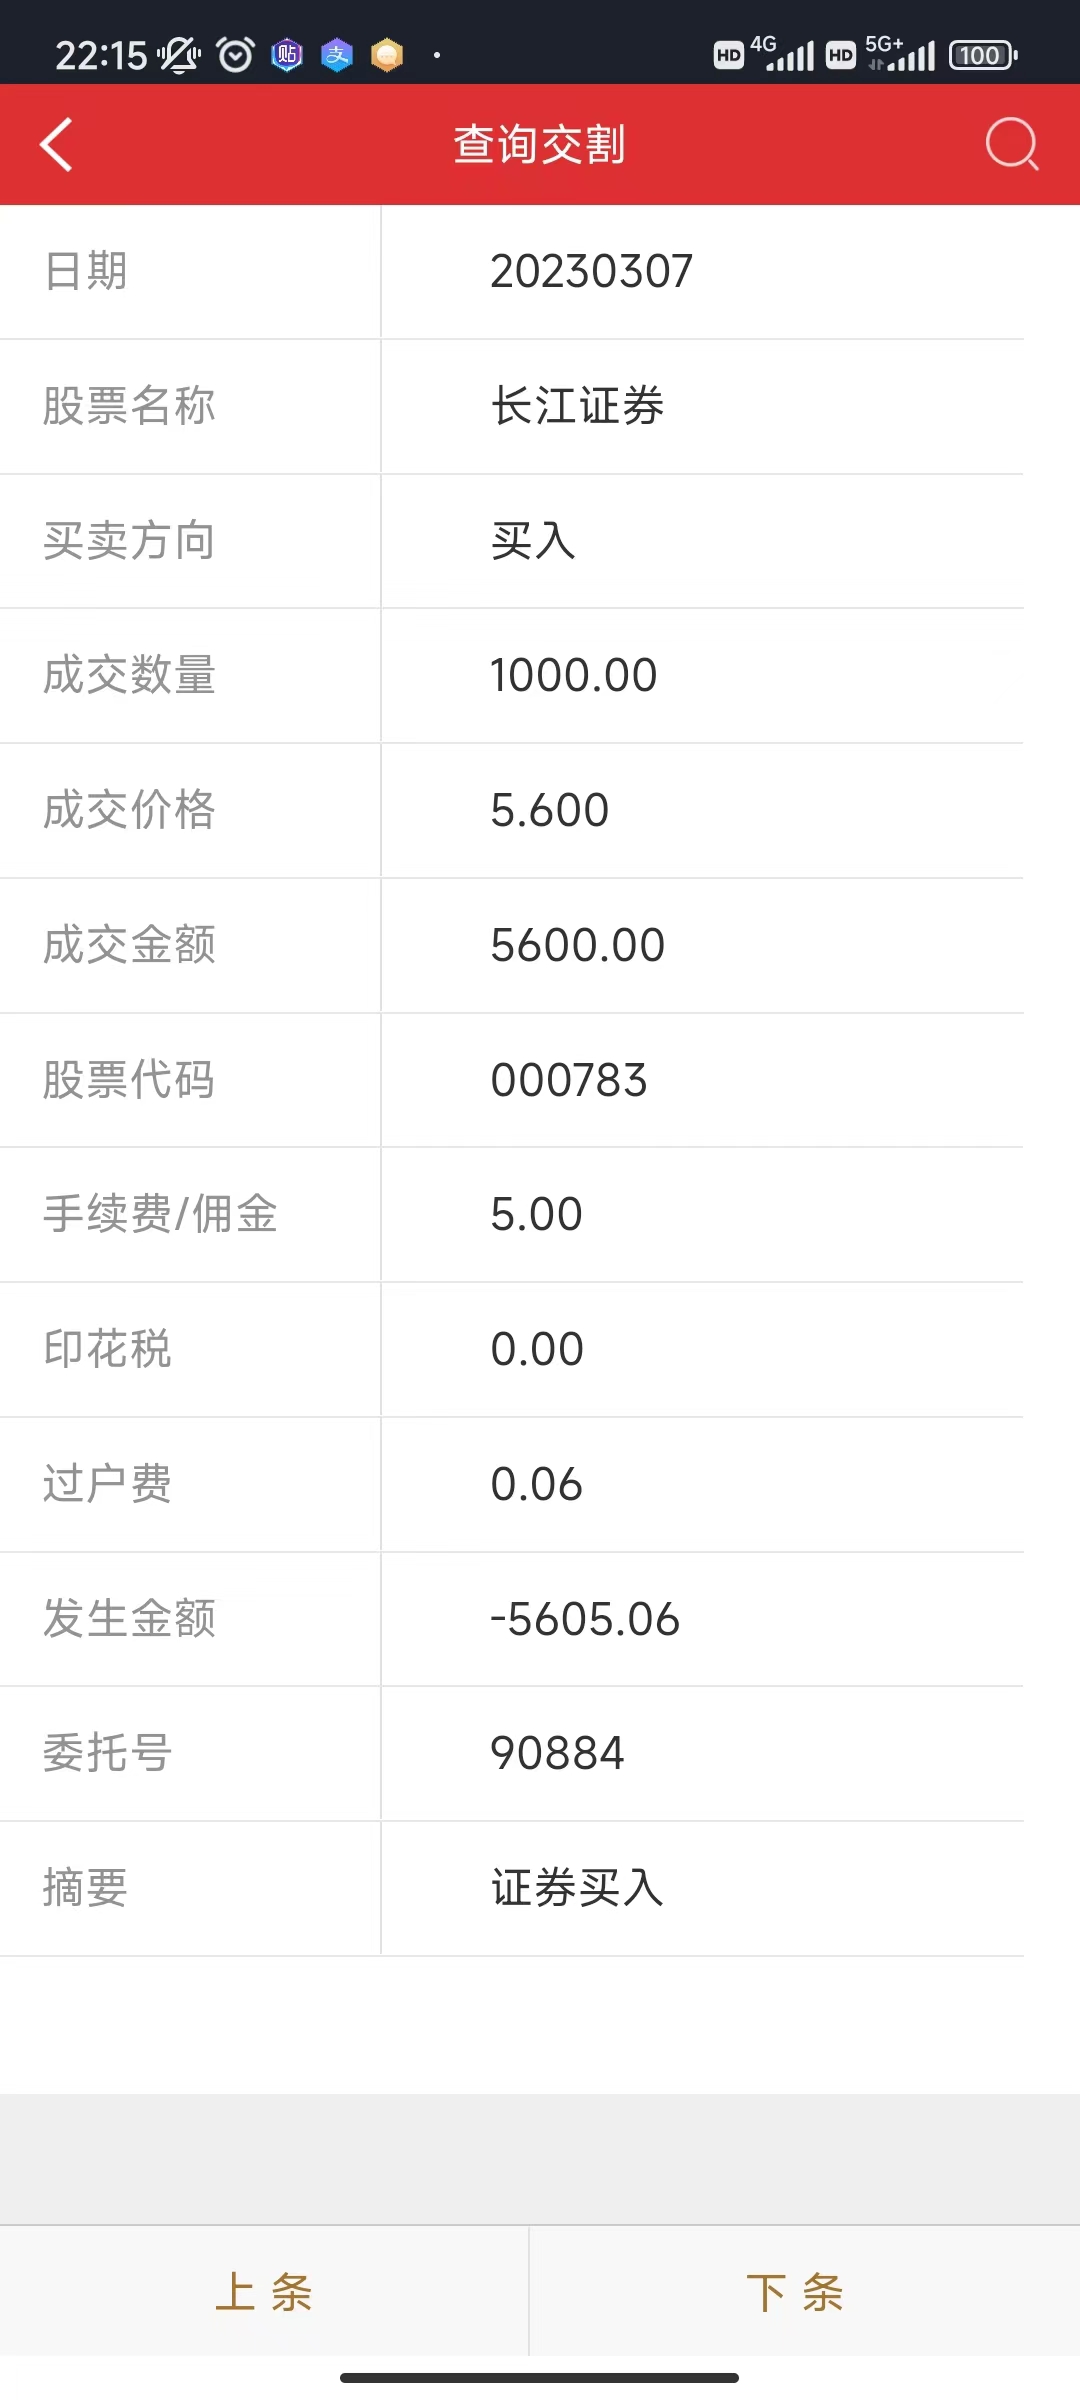 22:15 贴 支 HD 4G HD 5G+ 100
查询交割
日期 20230307
股票名称 长江证券
买卖方向 买入
成交数量 1000.00
成交价格 5.600
成交金额 5600.00
股票代码 000783
手续费/佣金 5.00
印花税 0.00
过户费 0.06
发生金额 -5605.06
委托号 90884
摘要 证券买入
上条 下条